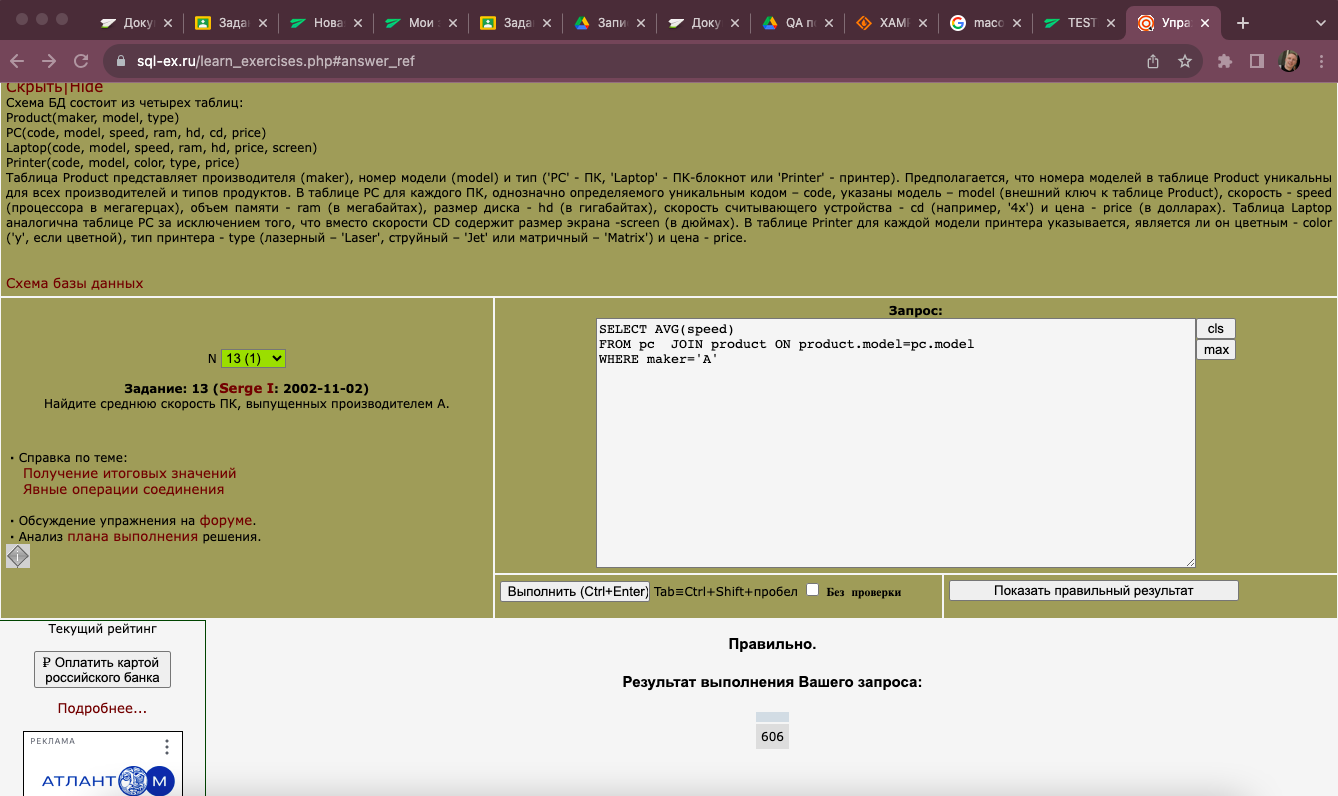 Доку
Зада
Нова
Мои з
Зада
Запи
Доку
QA п
XAMI
maco
TEST
Упра
sql-ex.ru/learn_exercises.php#answer_ref
Скрыть|Hide
Схема БД состоит из четырех таблиц:
Product(maker, model, type)
PC(code, model, speed, ram, hd, cd, price)
Laptop(code, model, speed, ram, hd, price, screen)
Printer(code, model, color, type, price)
Таблица Product представляет производителя (maker), номер модели (model) и тип ('PC' - ПК, 'Laptop' - ПК-блокнот или 'Printer' - принтер). Предполагается, что номера моделей в таблице Product уникальны
для всех производителей и типов продуктов. В таблице PC для каждого ПК, однозначно определяемого уникальным кодом – code, указаны модель – model (внешний ключ к таблице Product), скорость - speed
(процессора в мегагерцах), объем памяти - ram (в мегабайтах), размер диска - hd (в гигабайтах), скорость считывающего устройства - cd (например, '4x') и цена - price (в долларах). Таблица Laptop
аналогична таблице РС за исключением того, что вместо скорости CD содержит размер экрана -screen (в дюймах). В таблице Printer для каждой модели принтера указывается, является ли он цветным - color
('y', если цветной), тип принтера - type (лазерный – 'Laser', струйный – 'Jet' или матричный – 'Matrix') и цена - price.
Схема базы данных
N 13 (1)
Задание: 13 (Serge I: 2002-11-02)
Найдите среднюю скорость ПК, выпущенных производителем A.
· Справка по теме:
Получение итоговых значений
Явные операции соединения
· Обсуждение упражнения на форуме.
· Анализ плана выполнения решения.
i
Запрос:
SELECT AVG(speed)
FROM pc  JOIN product ON product.model=pc.model
WHERE maker='A'
cls
max
Выполнить (Ctrl+Enter) Tab≡Ctrl+Shift+пробел Без проверки
Показать правильный результат
Текущий рейтинг
₽ Оплатить картой
российского банка
Подробнее...
РЕКЛАМА
АТЛАНТ М
Правильно.
Результат выполнения Вашего запроса:
606